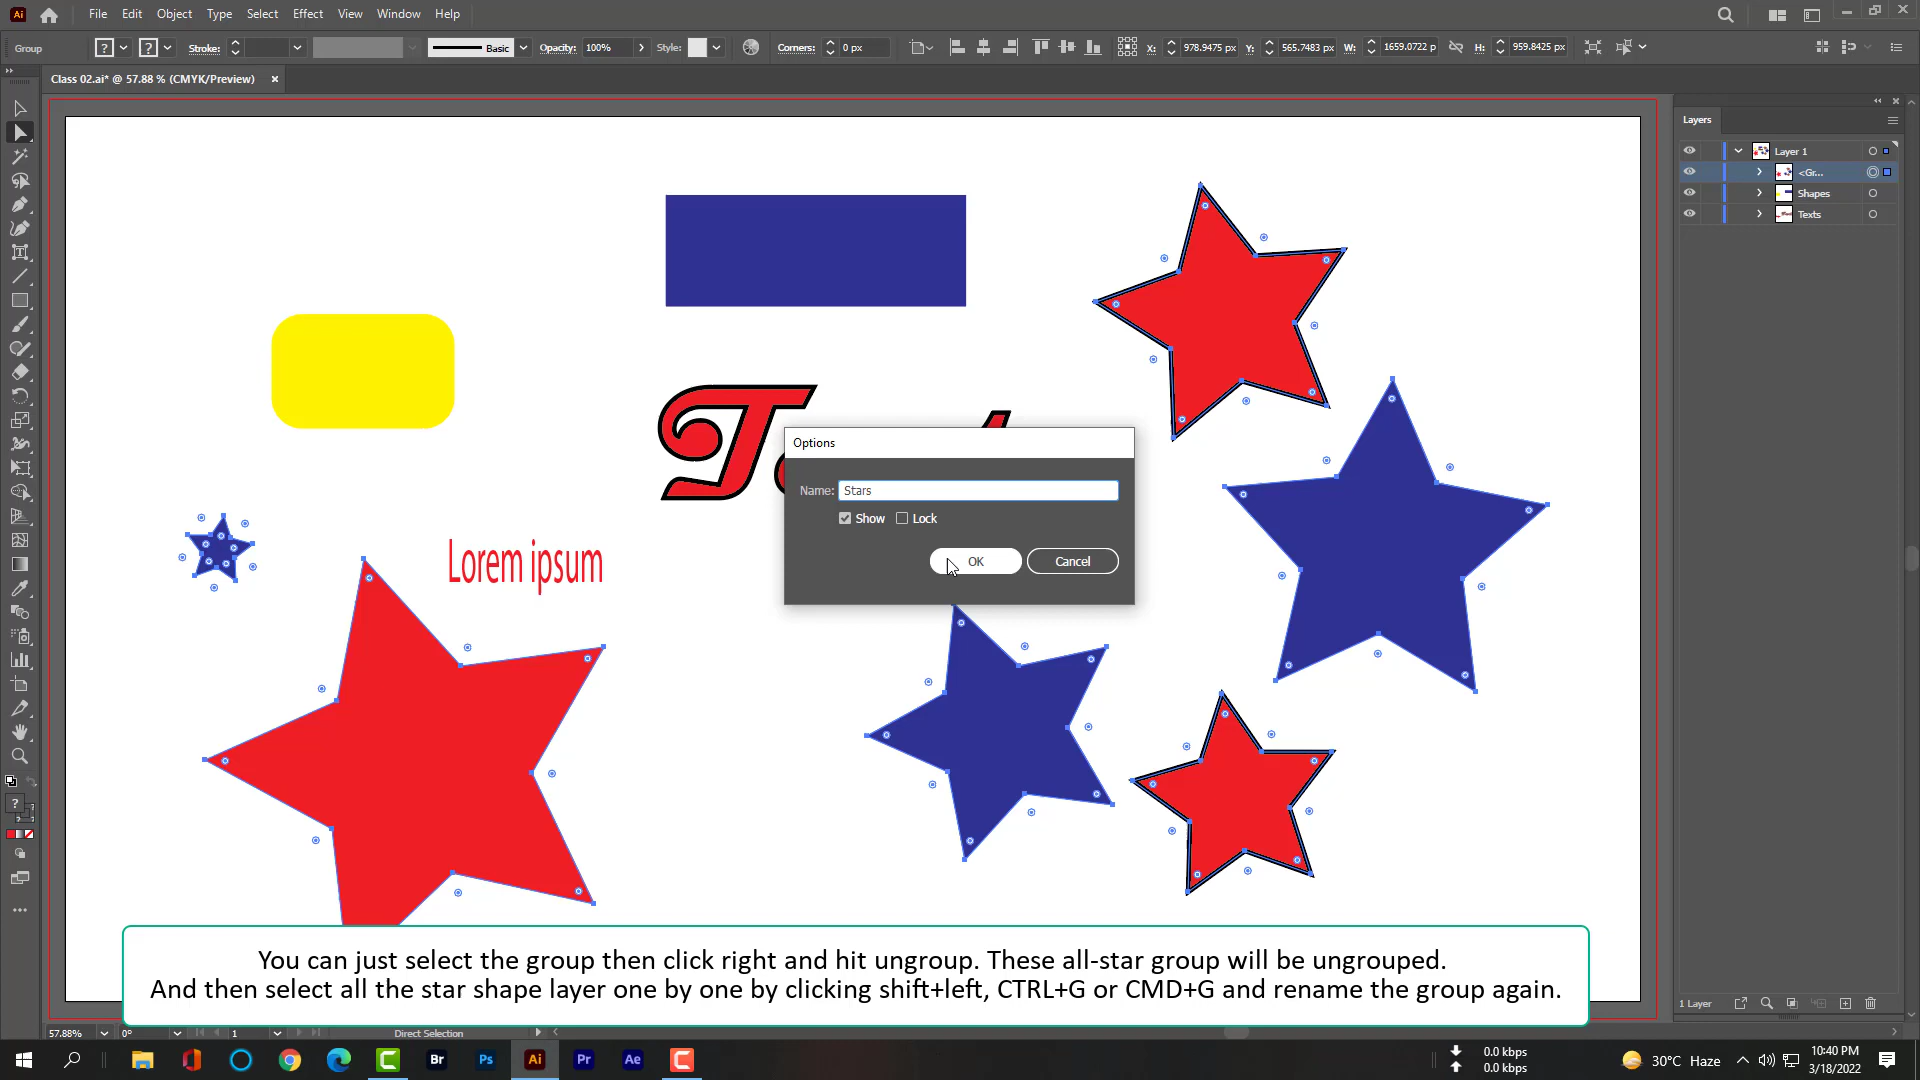 Ai File Edit Object Type Select Effect View Window Help
Group ? ? Stroke: Basic Opacity: 100% Style: Corners: 0 px X: 978.9475 px Y: 565.7483 px W: 1659.0722 p H: 959.8425 px
Class 02.ai* @ 57.88 % (CMYK/Preview)
Layers
Layer 1
<Gr...
Shapes
Texts
Options
Name: Stars
Show Lock
OK Cancel
Lorem ipsum
You can just select the group then click right and hit ungroup. These all-star group will be ungrouped.
And then select all the star shape layer one by one by clicking shift+left, CTRL+G or CMD+G and rename the group again.
1 Layer
57.88% 0° 1 Direct Selection
Br Ps Ai Pr Ae
0.0 kbps
0.0 kbps
30°C Haze
10:40 PM
3/18/2022